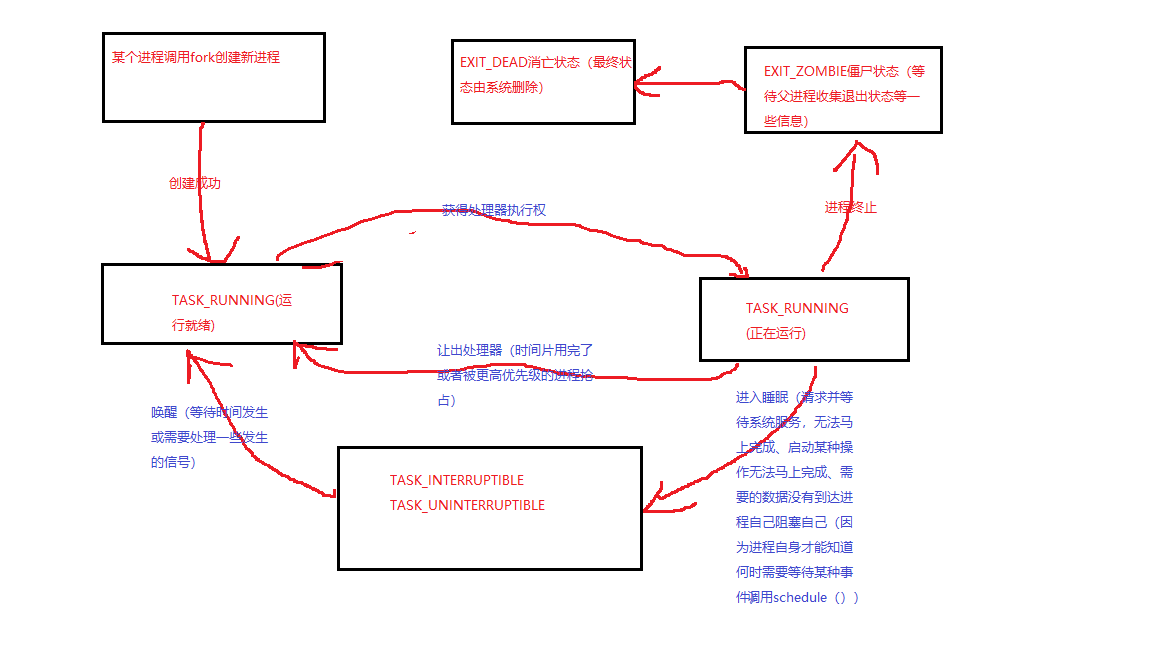 某个进程调用fork创建新进程
EXIT_DEAD消亡状态（最终状
态由系统删除）
EXIT_ZOMBIE僵尸状态（等
待父进程收集退出状态等一
些信息）
创建成功
获得处理器执行权
进程终止
TASK_RUNNING(运
行就绪)
TASK_RUNNING
(正在运行)
让出处理器（时间片用完了
或者被更高优先级的进程抢
占）
唤醒（等待时间发生
或需要处理一些发生
的信号）
进入睡眠（请求并等
待系统服务，无法马
上完成、启动某种操
作无法马上完成、需
要的数据没有到达进
程自己阻塞自己（因
为进程自身才能知道
何时需要等待某种事
件调用schedule（））
TASK_INTERRUPTIBLE
TASK_UNINTERRUPTIBLE